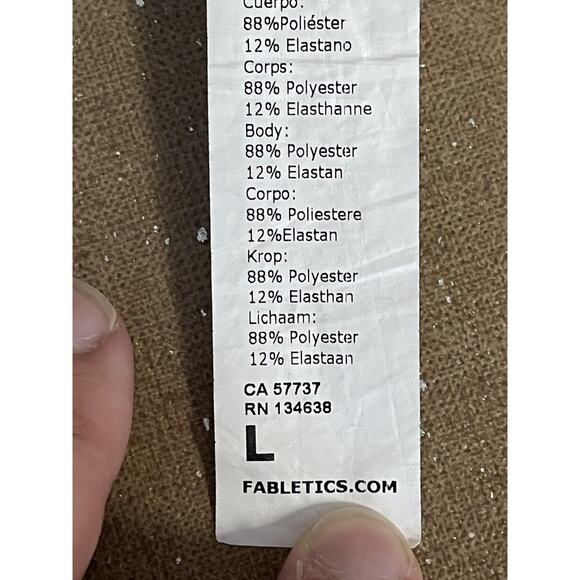 Cuerpo:
88%Poliéster
12% Elastano
Corps:
88% Polyester
12% Elasthanne
Body:
88% Polyester
12% Elastan
Corpo:
88% Poliestere
12%Elastan
Krop:
88% Polyester
12% Elasthan
Lichaam:
88% Polyester
12% Elastaan
CA 57737
RN 134638
L
FABLETICS.COM